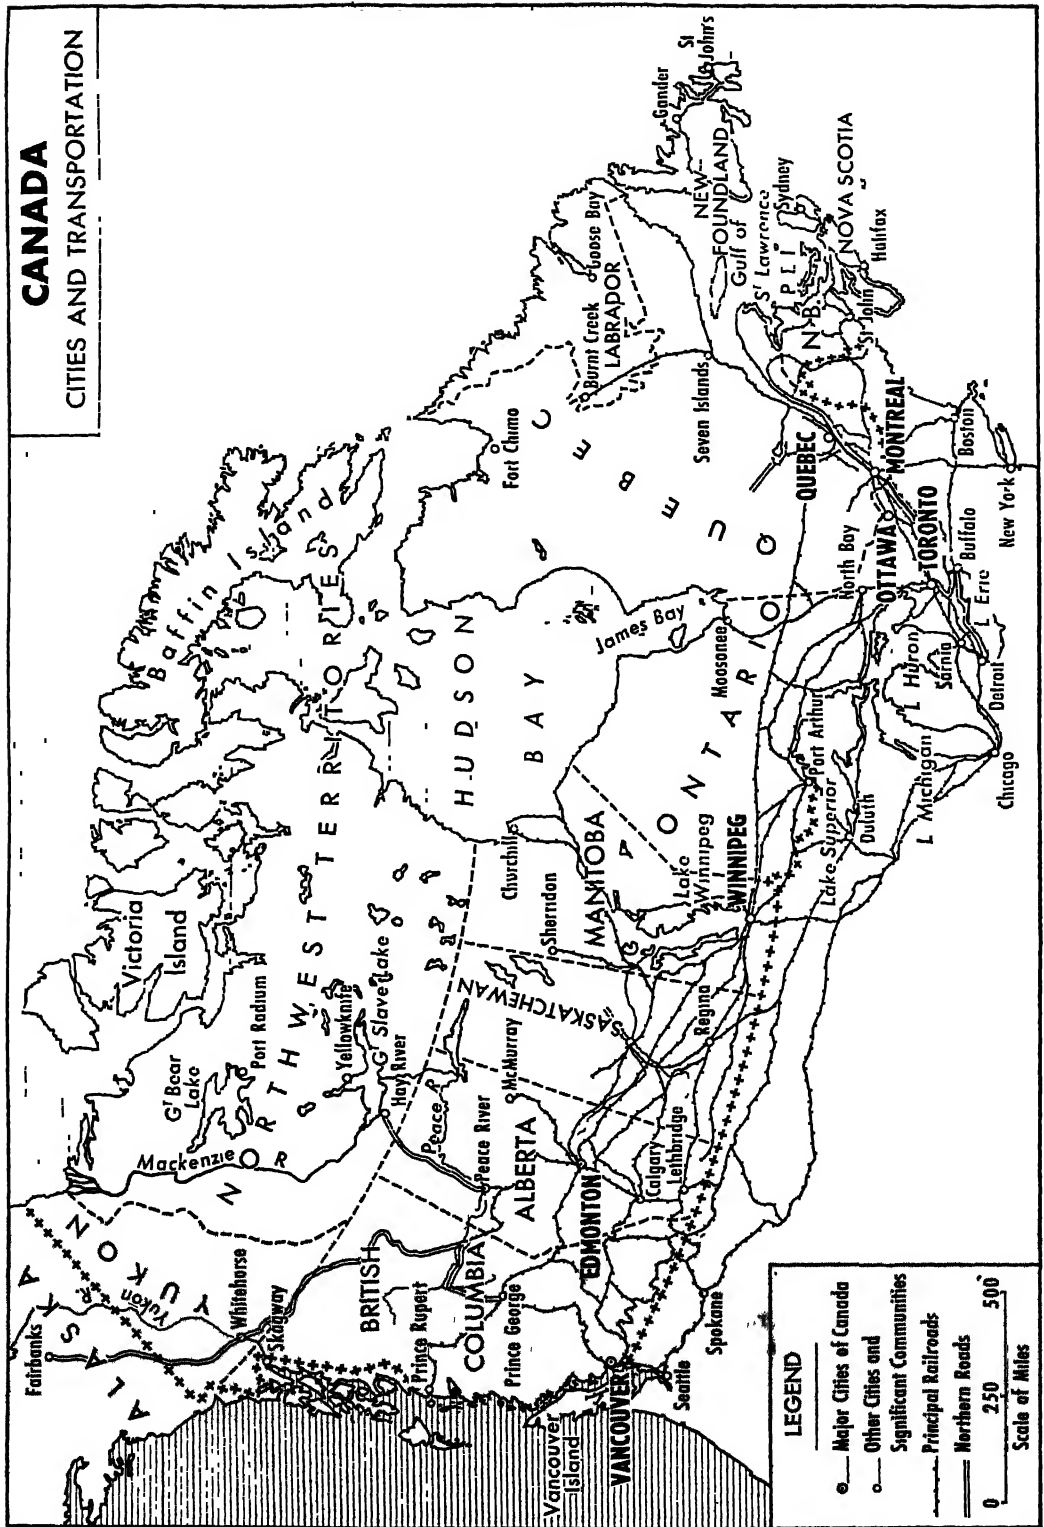 CANADA
CITIES AND TRANSPORTATION
Fairbanks
ALASKA
YUKON
Yukon
Whitehorse
Skagway
Mackenzie
R
Gt Bear
Lake
Port Radium
Victoria
Island
Baffin Island
NORTHWEST TERRITORIES
Yellowknife
Gt Slave Lake
Hay River
Peace R
Peace River
McMurray
BRITISH
COLUMBIA
Prince Rupert
Prince George
Vancouver
Island
VANCOUVER
Seattle
Spokane
ALBERTA
EDMONTON
Calgary
Lethbridge
SASKATCHEWAN
Regina
MANITOBA
Churchill
Sherridon
Lake
Winnipeg
WINNIPEG
HUDSON
BAY
James Bay
Moosonee
ONTARIO
Port Arthur
Lake Superior
Duluth
L Michigan
Chicago
L Huron
Sarnia
Detroit
L Erie
Buffalo
TORONTO
North Bay
OTTAWA
MONTREAL
QUEBEC
QUEBEC
Fort Chimo
Seven Islands
Burnt Creek
LABRADOR
Goose Bay
NEW-
FOUNDLAND
Gander
St
John's
Gulf of
St Lawrence
P E I
Sydney
N B
St John
NOVA SCOTIA
Halifax
Boston
New York
LEGEND
Major Cities of Canada
Other Cities and
Significant Communities
Principal Railroads
Northern Roads
0 250 500
Scale of Miles